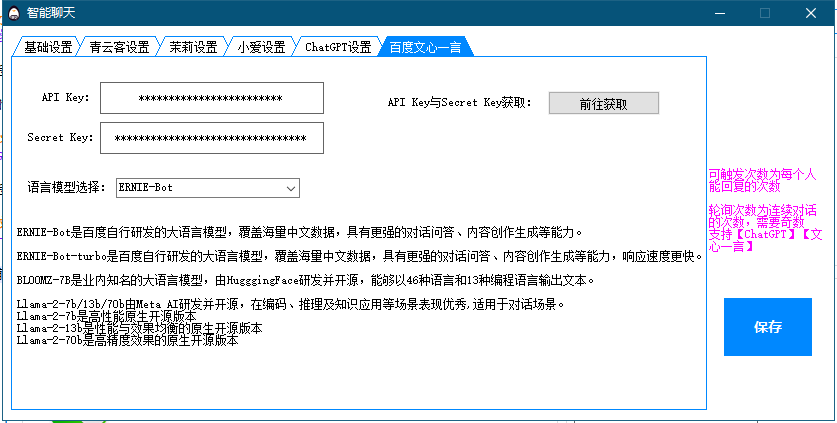 智能聊天
基础设置 青云客设置 茉莉设置 小爱设置 ChatGPT设置 百度文心一言
API Key: ************************
API Key与Secret Key获取: 前往获取
Secret Key: ********************************
语言模型选择: ERNIE-Bot
ERNIE-Bot是百度自行研发的大语言模型，覆盖海量中文数据，具有更强的对话问答、内容创作生成等能力。
ERNIE-Bot-turbo是百度自行研发的大语言模型，覆盖海量中文数据，具有更强的对话问答、内容创作生成等能力，响应速度更快。
BLOOMZ-7B是业内知名的大语言模型，由HugggingFace研发并开源，能够以46种语言和13种编程语言输出文本。
Llama-2-7b/13b/70b由Meta AI研发并开源，在编码、推理及知识应用等场景表现优秀,适用于对话场景。
Llama-2-7b是高性能原生开源版本
Llama-2-13b是性能与效果均衡的原生开源版本
Llama-2-70b是高精度效果的原生开源版本
可触发次数为每个人
能回复的次数
轮询次数为连续对话
的次数，需要奇数
支持【ChatGPT】【文
心一言】
保存